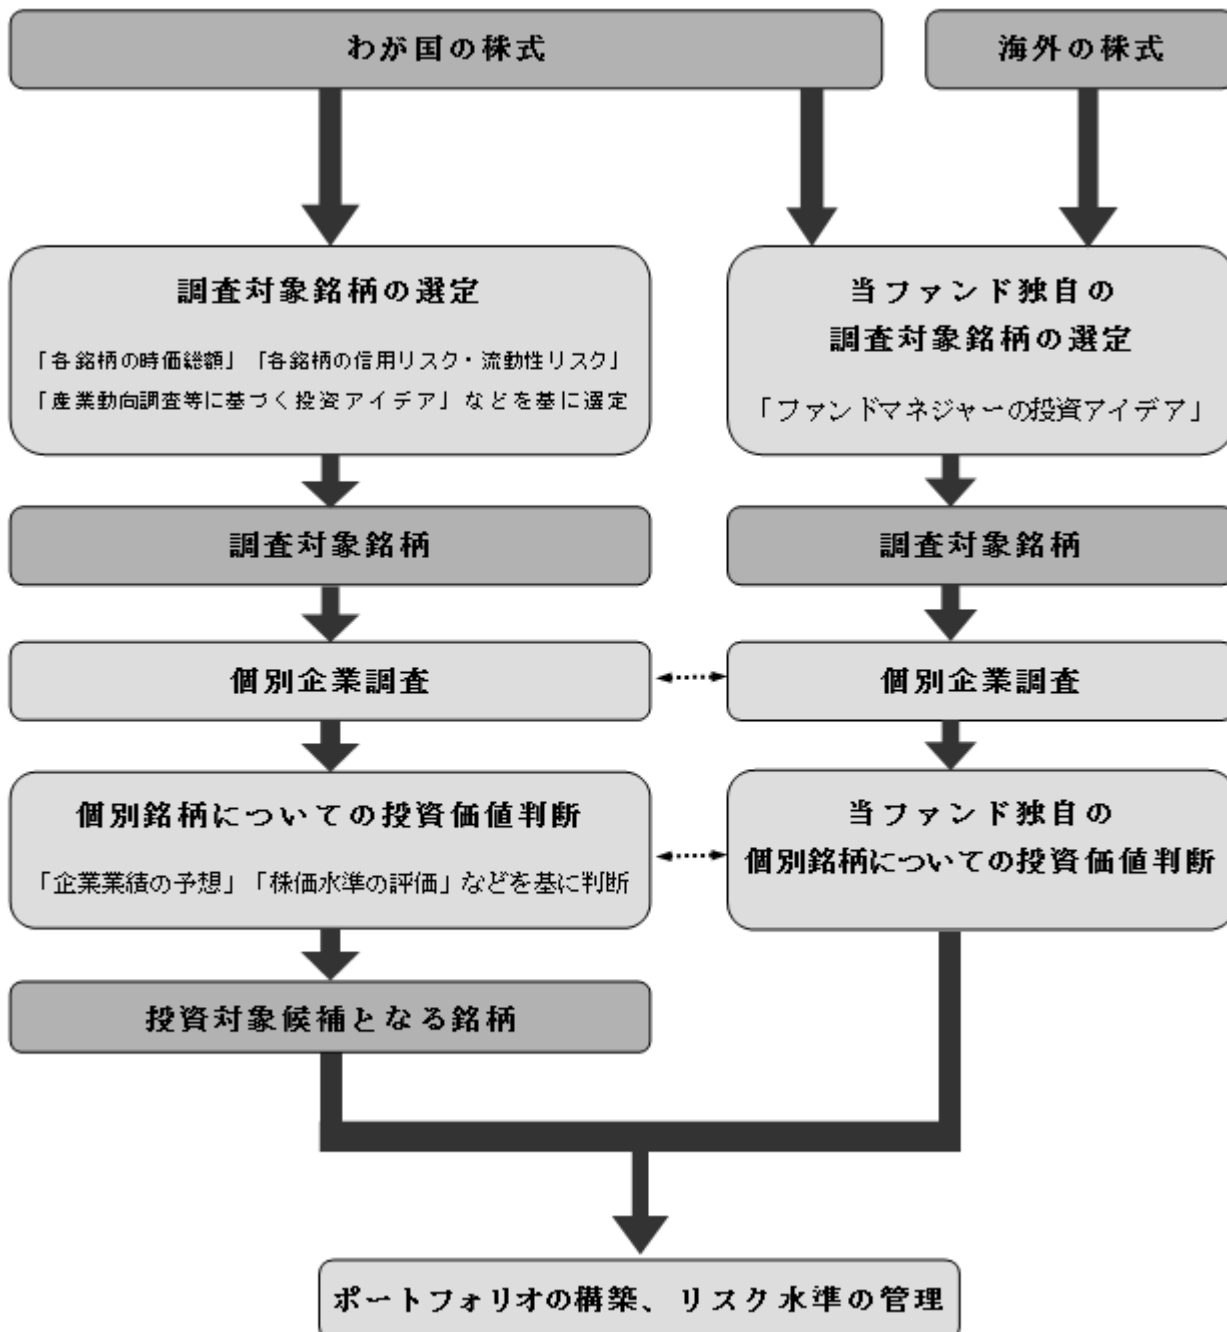 わが国の株式
海外の株式
調査対象銘柄の選定
「各銘柄の時価総額」「各銘柄の信用リスク・流動性リスク」
「産業動向調査等に基づく投資アイデア」などを基に選定
当ファンド独自の
調査対象銘柄の選定
「ファンドマネジャーの投資アイデア」
調査対象銘柄
調査対象銘柄
個別企業調査
個別企業調査
個別銘柄についての投資価値判断
「企業業績の予想」「株価水準の評価」などを基に判断
当ファンド独自の
個別銘柄についての投資価値判断
投資対象候補となる銘柄
ポートフォリオの構築、リスク水準の管理